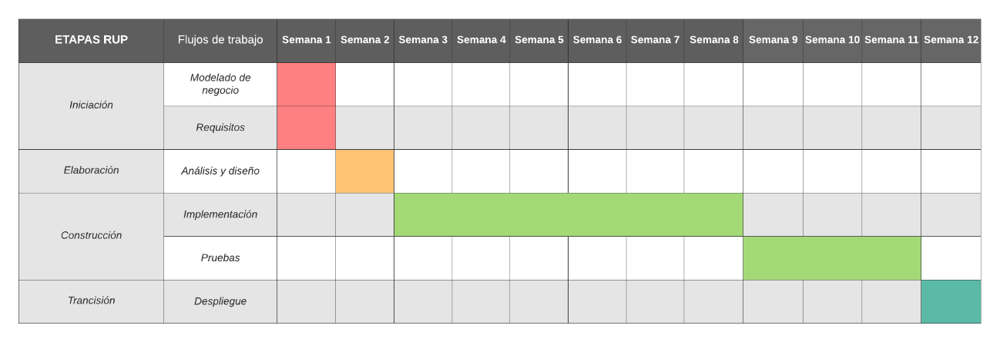 ETAPAS RUP Flujos de trabajo Semana 1 Semana 2 Semana 3 Semana 4 Semana 5 Semana 6 Semana 7 Semana 8 Semana 9 Semana 10 Semana 11 Semana 12
Iniciación
Modelado de
negocio
Requisitos
Elaboración
Análisis y diseño
Construcción
Implementación
Pruebas
Trancisión
Despliegue